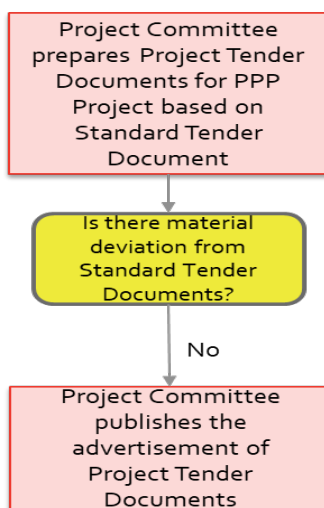 Project Committee
prepares Project Tender
Documents for PPP
Project based on
Standard Tender
Document
Is there material
deviation from
Standard Tender
Documents?
No
Project Committee
publishes the
advertisement of
Project Tender
Documents